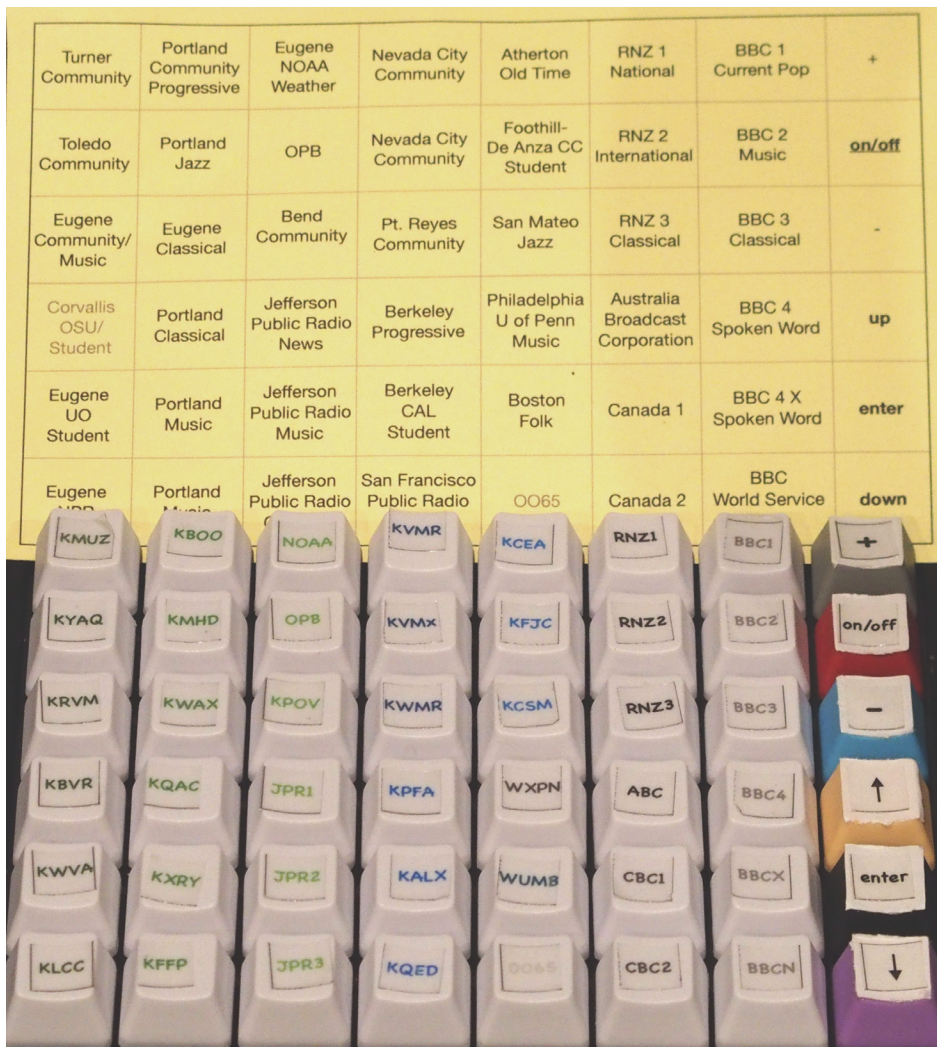 Turner
Community
Portland
Community
Progressive
Eugene
NOAA
Weather
Nevada City
Community
Atherton
Old Time
RNZ 1
National
BBC 1
Current Pop
+
Toledo
Community
Portland
Jazz
OPB
Nevada City
Community
Foothill-
De Anza CC
Student
RNZ 2
International
BBC 2
Music
on/off
Eugene
Community/
Music
Eugene
Classical
Bend
Community
Pt. Reyes
Community
San Mateo
Jazz
RNZ 3
Classical
BBC 3
Classical
-
Corvallis
OSU/
Student
Portland
Classical
Jefferson
Public Radio
News
Berkeley
Progressive
Philadelphia
U of Penn
Music
Australia
Broadcast
Corporation
BBC 4
Spoken Word
up
Eugene
UO
Student
Portland
Music
Jefferson
Public Radio
Music
Berkeley
CAL
Student
Boston
Folk
Canada 1
BBC 4 X
Spoken Word
enter
Eugene
Portland
Music
Jefferson
Public Radio
San Francisco
Public Radio
OO65
Canada 2
BBC
World Service
down
KMUZ
KBOO
NOAA
KVMR
KCEA
RNZ1
BBC1
+
KYAQ
KMHD
OPB
KVMX
KFJC
RNZ2
BBC2
on/off
KRVM
KWAX
KPOV
KWMR
KCSM
RNZ3
BBC3
-
KBVR
KQAC
JPR1
KPFA
WXPN
ABC
BBC4
↑
KWVA
KXRY
JPR2
KALX
WUMB
CBC1
BBCX
enter
KLCC
KFFP
JPR3
KQED
OO65
CBC2
BBCN
↓